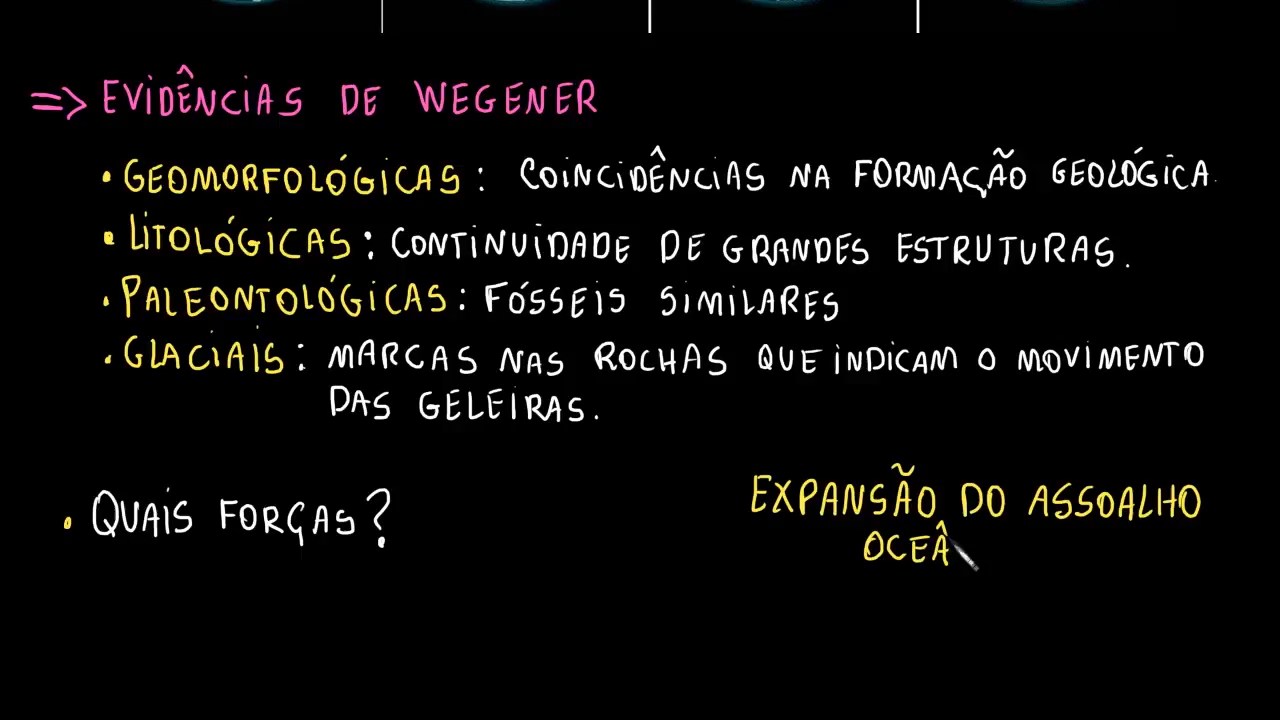 => EVIDÊNCIAS DE WEGENER
• GEOMORFOLÓGICAS: COINCIDÊNCIAS NA FORMAÇÃO GEOLÓGICA.
• LITOLÓGICAS: CONTINUIDADE DE GRANDES ESTRUTURAS.
• PALEONTOLÓGICAS: FÓSSEIS SIMILARES
• GLACIAIS: MARCAS NAS ROCHAS QUE INDICAM O MOVIMENTO
DAS GELEIRAS.
• QUAIS FORÇAS?
EXPANSÃO DO ASSOALHO
OCEÂ